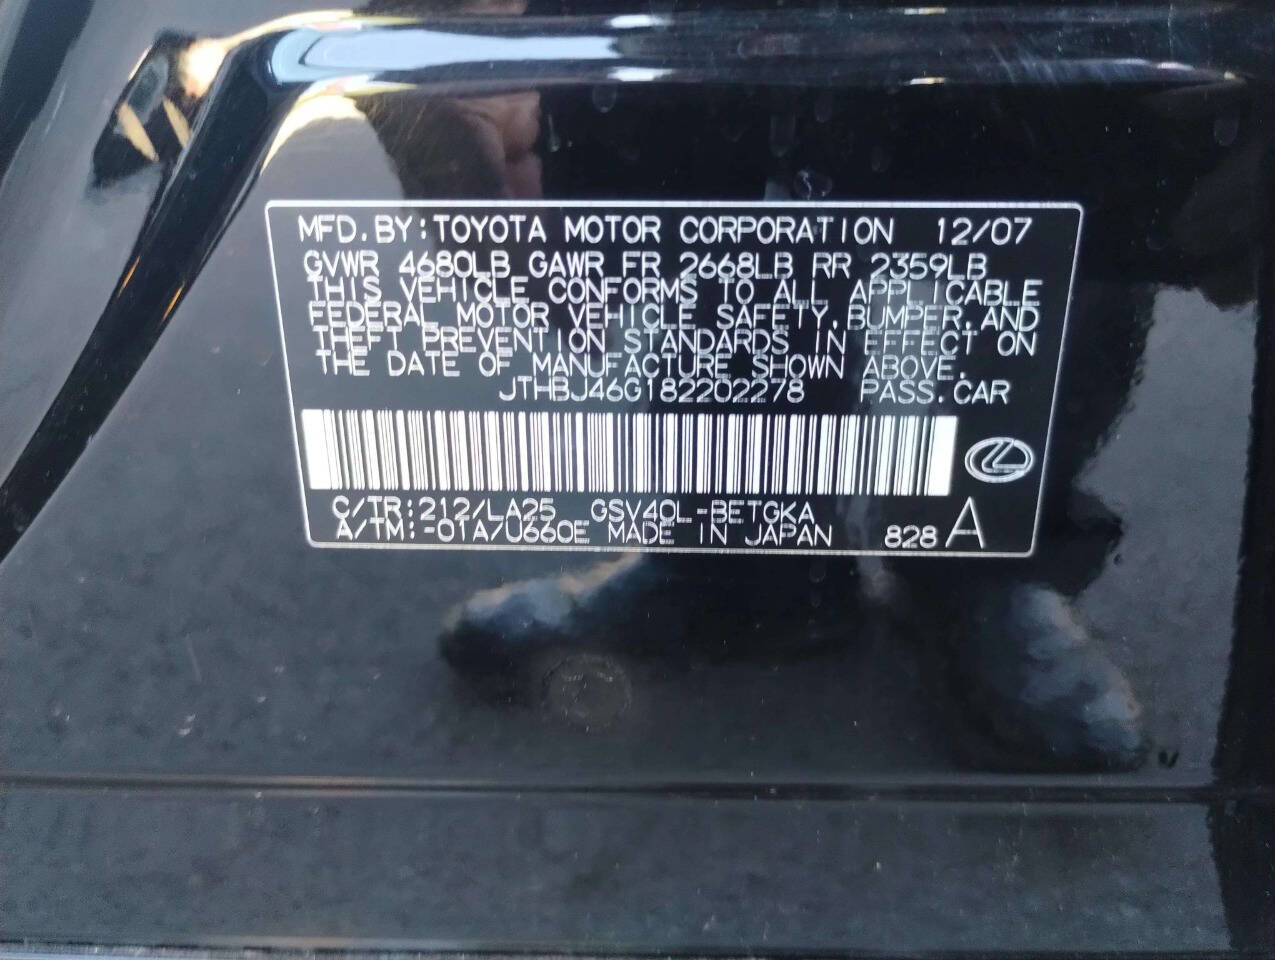 MFD. BY: TOYOTA MOTOR CORPORATION 12/07
GVWR 4680LB GAWR FR 2668LB RR 2359LB
THIS VEHICLE CONFORMS TO ALL APPLICABLE
FEDERAL MOTOR VEHICLE SAFETY, BUMPER, AND
THEFT PREVENTION STANDARDS IN EFFECT ON
THE DATE OF MANUFACTURE SHOWN ABOVE.
JTHBJ46G182202278 PASS. CAR
C/TR: 212/LA25 GSV40L-BETGKA
A/TM: -01A/U660E MADE IN JAPAN 828 A